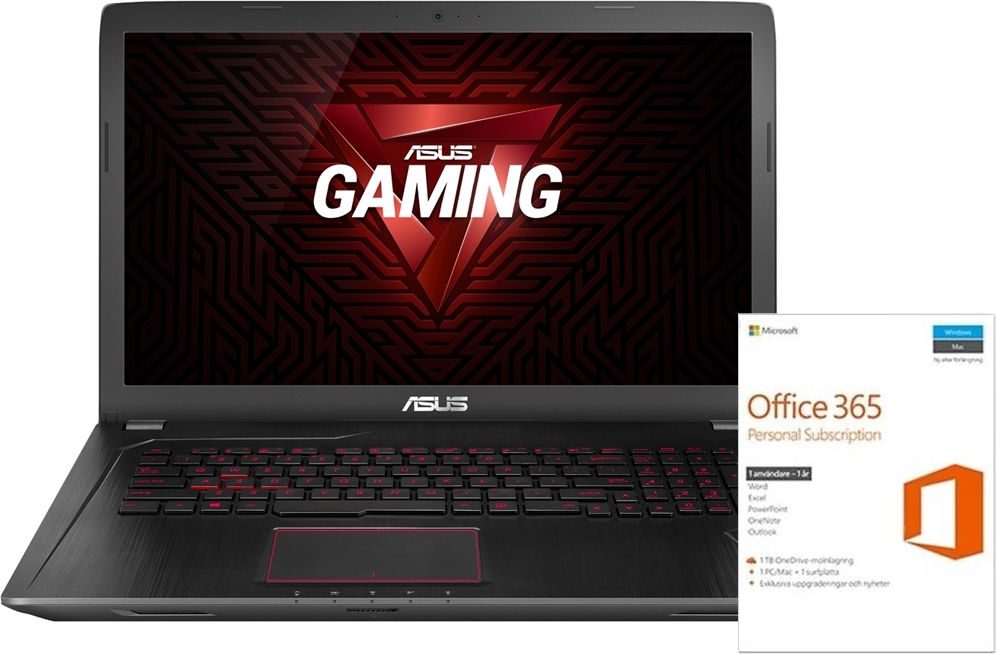 ASUS
GAMING
ASUS
Microsoft
Windows
Mac
Ny eller förlängning
Office 365
Personal Subscription
1 användare – 1 år
Word
Excel
PowerPoint
OneNote
Outlook
1 TB OneDrive-molnlagring
1 PC/Mac + 1 surfplatta
Exklusiva uppgraderingar och nyheter